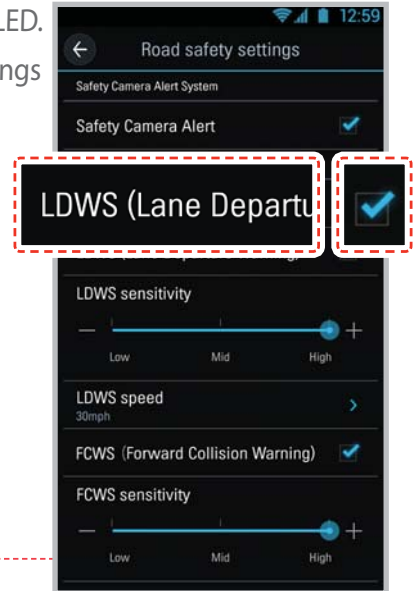 LED.
ings
12:59
Road safety settings
Safety Camera Alert System
Safety Camera Alert
LDWS (Lane Departu
LDWS sensitivity
Low Mid High
LDWS speed
30mph
FCWS (Forward Collision Warning)
FCWS sensitivity
Low Mid High